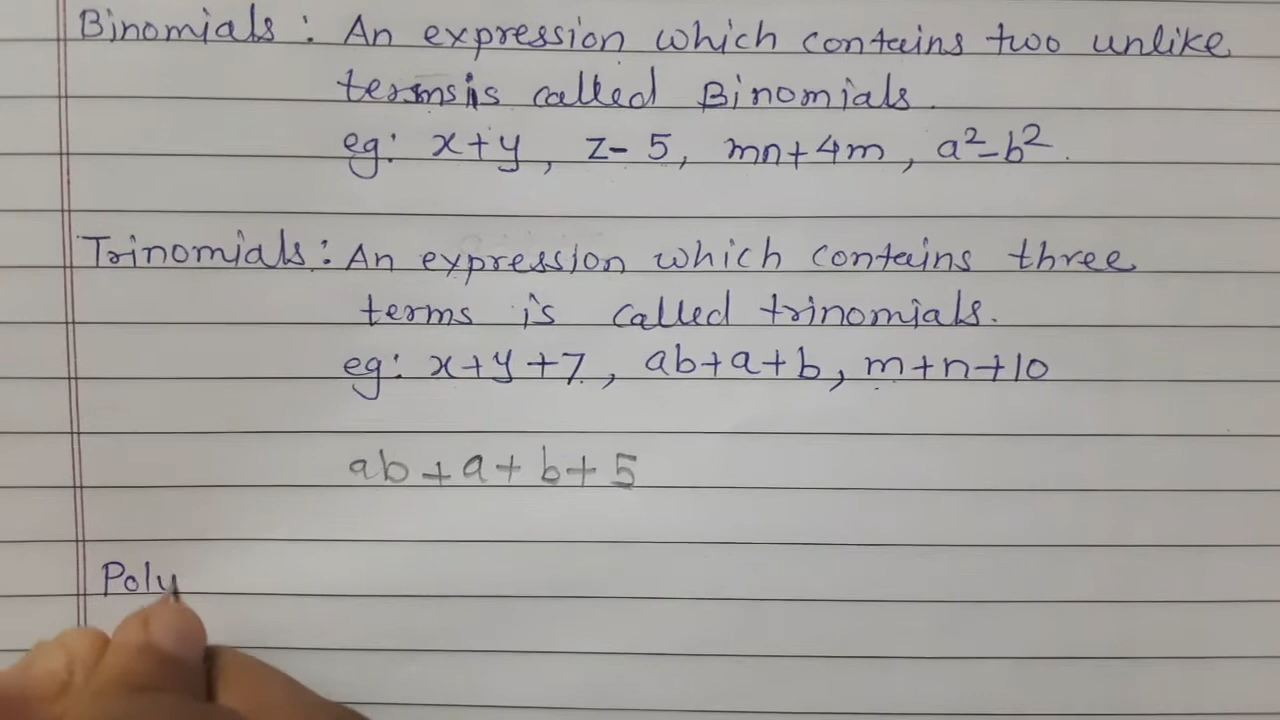 Binomials : An expression which contains two unlike
terms is called Binomials.
eg: x+y, z-5, mn+4m, a²-b².
Trinomials : An expression which contains three
terms is called trinomials.
eg: x+y+7, ab+a+b, m+n+10
ab+a+b+5
Poly